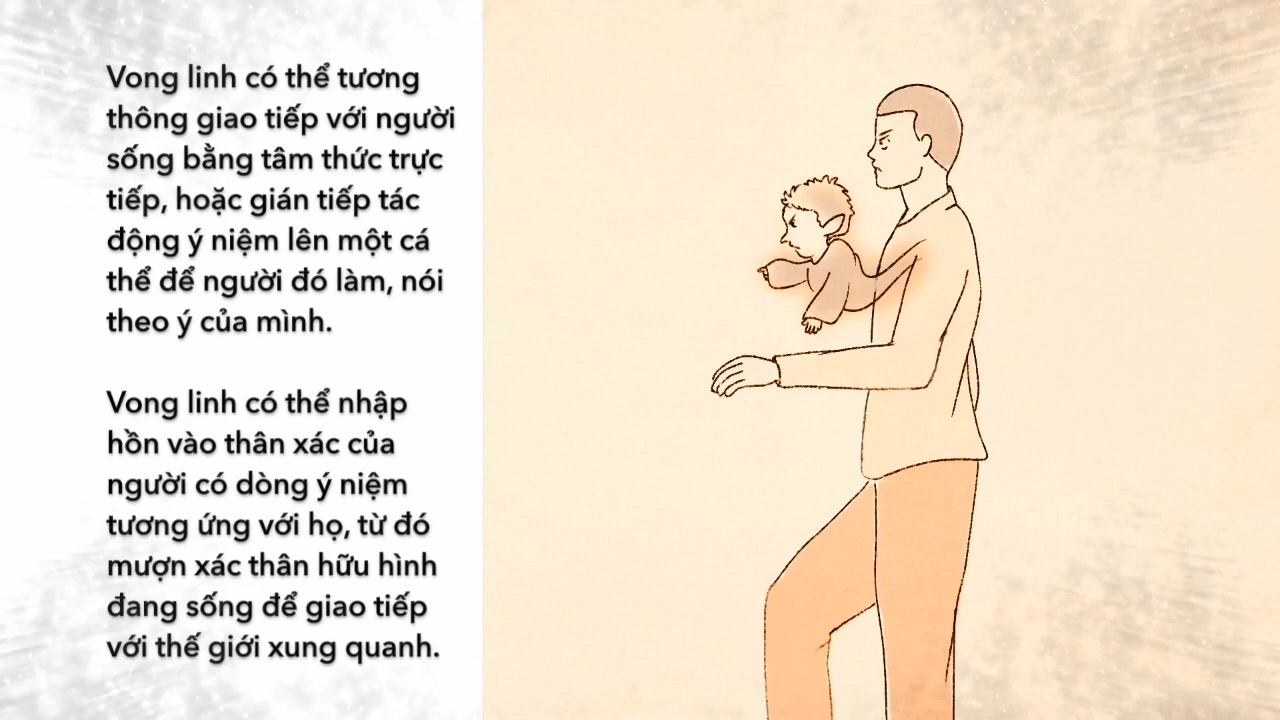 Vong linh có thể tương
thông giao tiếp với người
sống bằng tâm thức trực
tiếp, hoặc gián tiếp tác
động ý niệm lên một cá
thể để người đó làm, nói
theo ý của mình.
Vong linh có thể nhập
hồn vào thân xác của
người có dòng ý niệm
tương ứng với họ, từ đó
mượn xác thân hữu hình
đang sống để giao tiếp
với thế giới xung quanh.